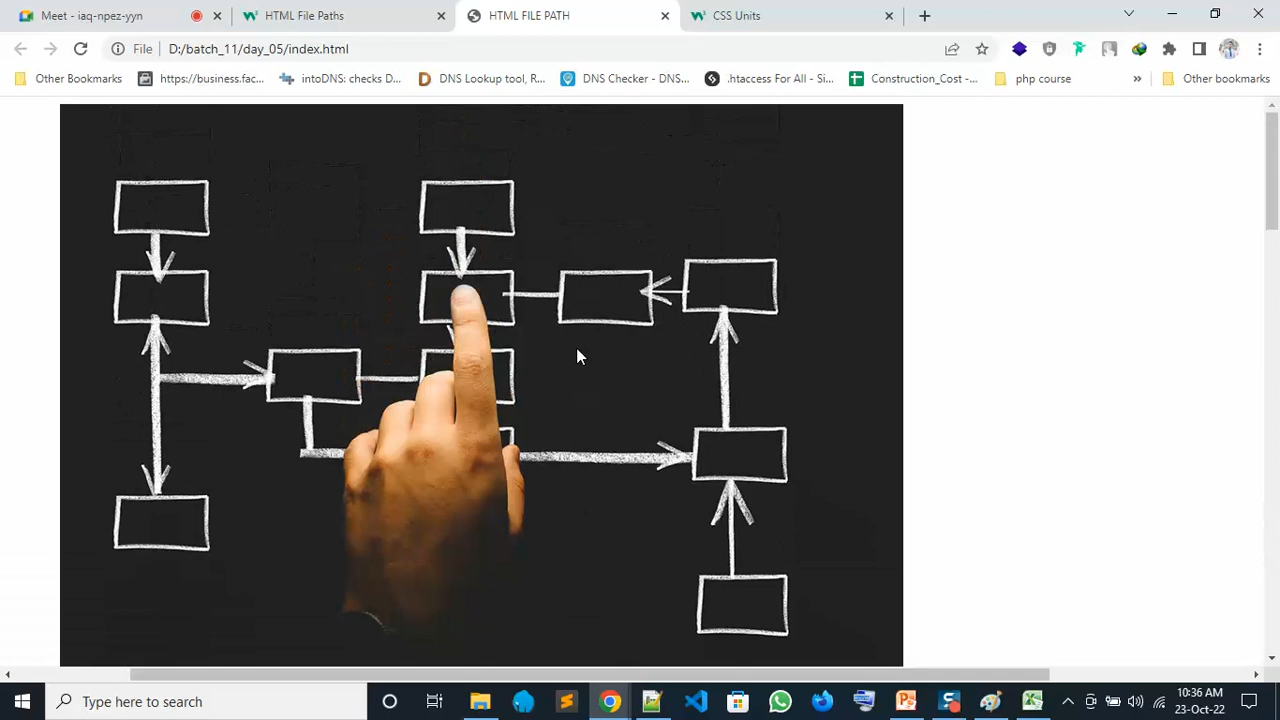 Meet - iaq-npez-yyn
HTML File Paths
HTML FILE PATH
CSS Units
File
D:/batch_11/day_05/index.html
Other Bookmarks
https://business.fac...
intoDNS: checks D...
DNS Lookup tool, R...
DNS Checker - DNS...
.htaccess For All - Si...
Construction_Cost -...
php course
»
Other bookmarks
Type here to search
10:36 AM
23-Oct-22